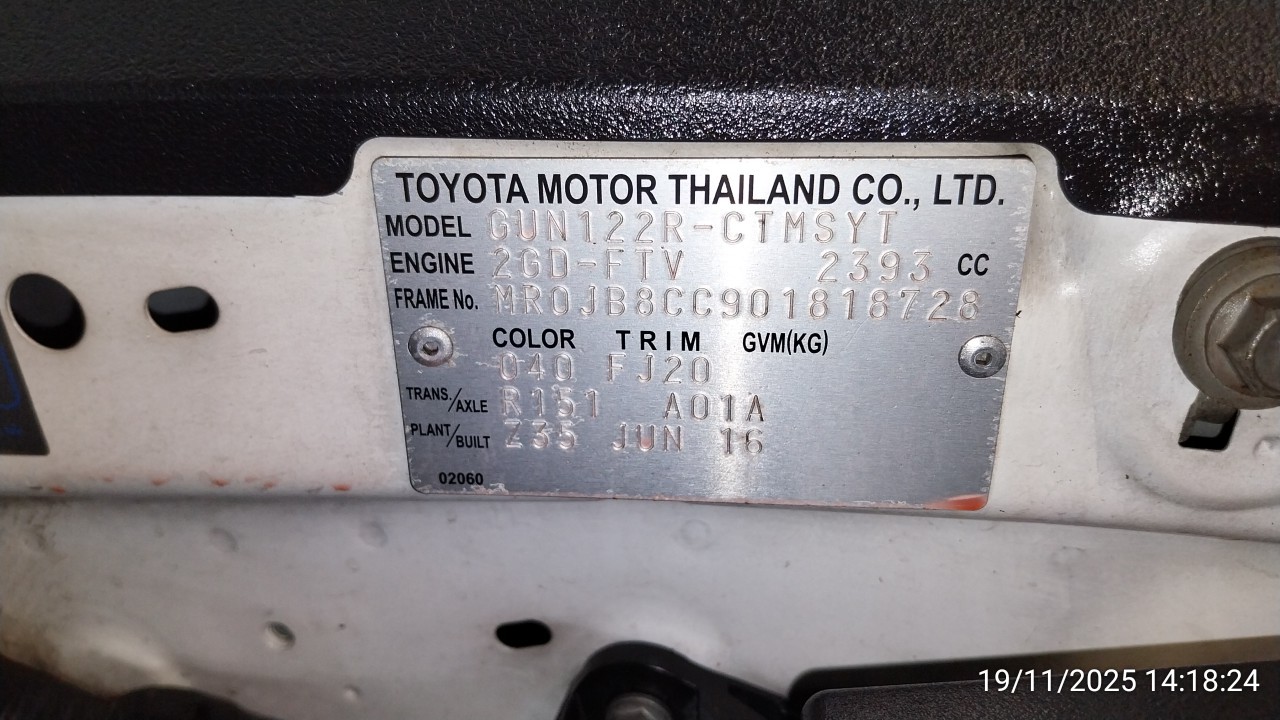 TOYOTA MOTOR THAILAND CO., LTD.
MODEL GUN122R-CTMSYT
ENGINE 2GD-FTV 2393 CC
FRAME No. MR0JB8CC901818728
COLOR TRIM GVM(KG)
040 FJ20
TRANS./AXLE R151 A01A
PLANT/BUILT Z35 JUN 16
02060
19/11/2025 14:18:24